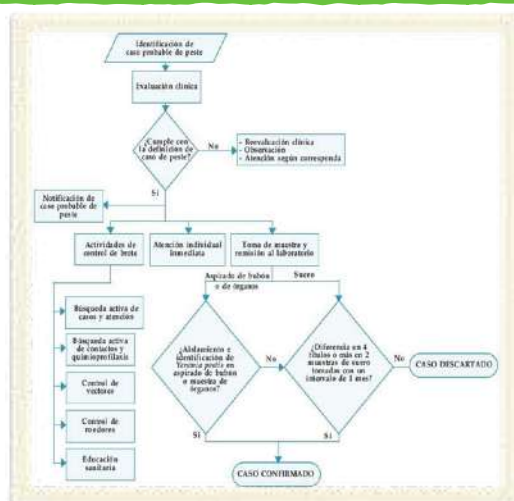 Identificación de
caso probable de peste
Evaluación clínica
¿Cumple con
la definición de
caso de peste?
No
- Reevaluación clínica
- Observación
- Atención según corresponda
Sí
Notificación de
caso probable de
peste
Actividades de
control de brote
Atención individual
inmediata
Toma de muestra y
remisión al laboratorio
Aspirado de bubón
o de órganos
Suero
Búsqueda activa de
casos y atención
Búsqueda activa
de contactos y
quimioprofilaxis
Control de
vectores
Control de
roedores
Educación
sanitaria
¿Aislamiento e
identificación de
Yersinia pestis en
aspirado de bubón
o muestra de
órganos?
No
¿Diferencia en 4
títulos o más en 2
muestras de suero
tomadas con un
intervalo de 1 mes?
No
CASO DESCARTADO
Sí
Sí
CASO CONFIRMADO